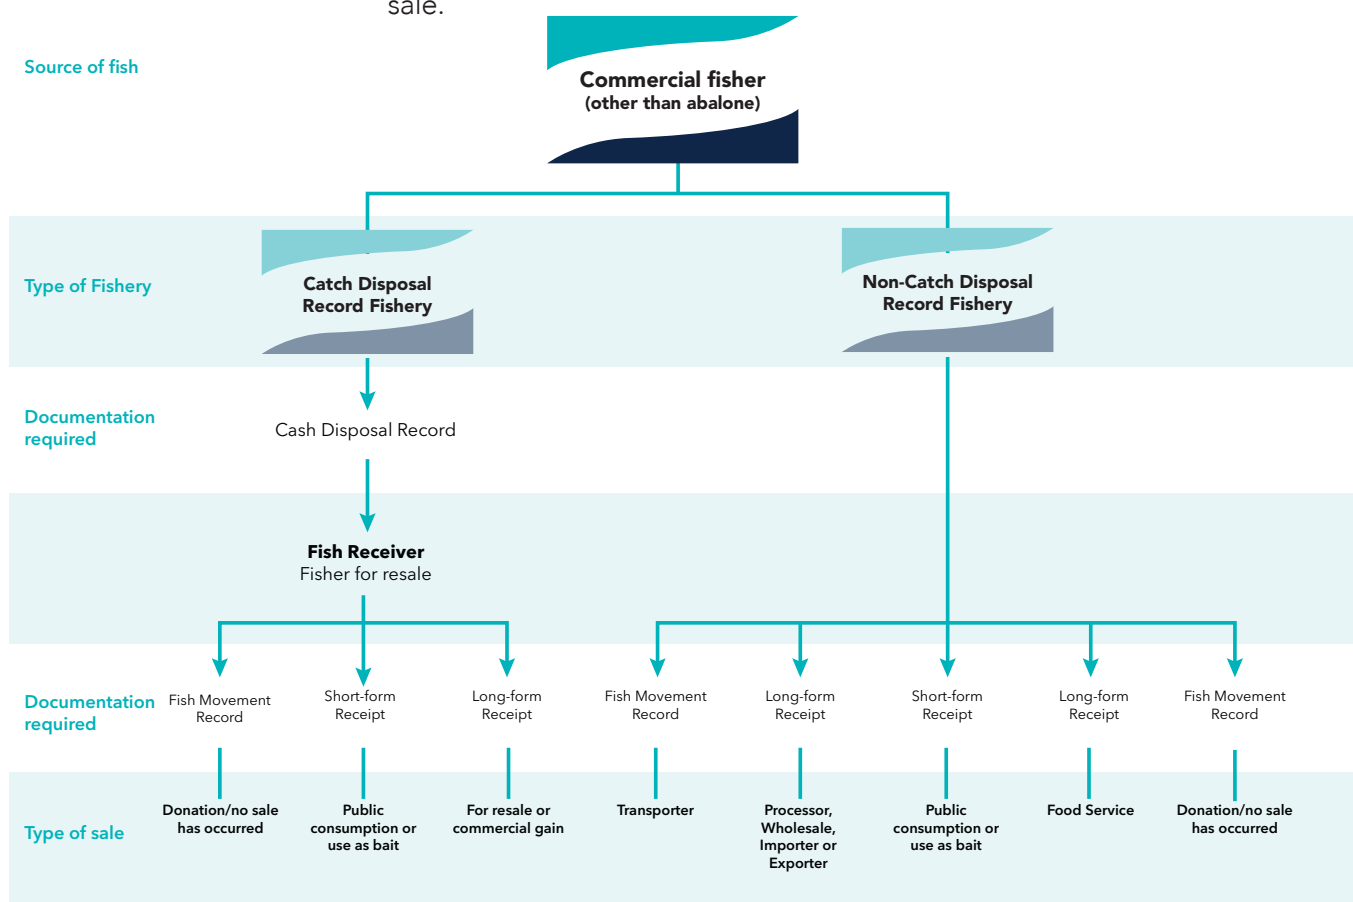 sale.
Source of fish
Commercial fisher
(other than abalone)
Type of Fishery
Catch Disposal
Record Fishery
Non-Catch Disposal
Record Fishery
Documentation
required
Cash Disposal Record
Fish Receiver
Fisher for resale
Documentation
required
Fish Movement
Record
Short-form
Receipt
Long-form
Receipt
Fish Movement
Record
Long-form
Receipt
Short-form
Receipt
Long-form
Receipt
Fish Movement
Record
Type of sale
Donation/no sale
has occurred
Public
consumption or
use as bait
For resale or
commercial gain
Transporter
Processor,
Wholesale,
Importer or
Exporter
Public
consumption or
use as bait
Food Service
Donation/no sale
has occurred